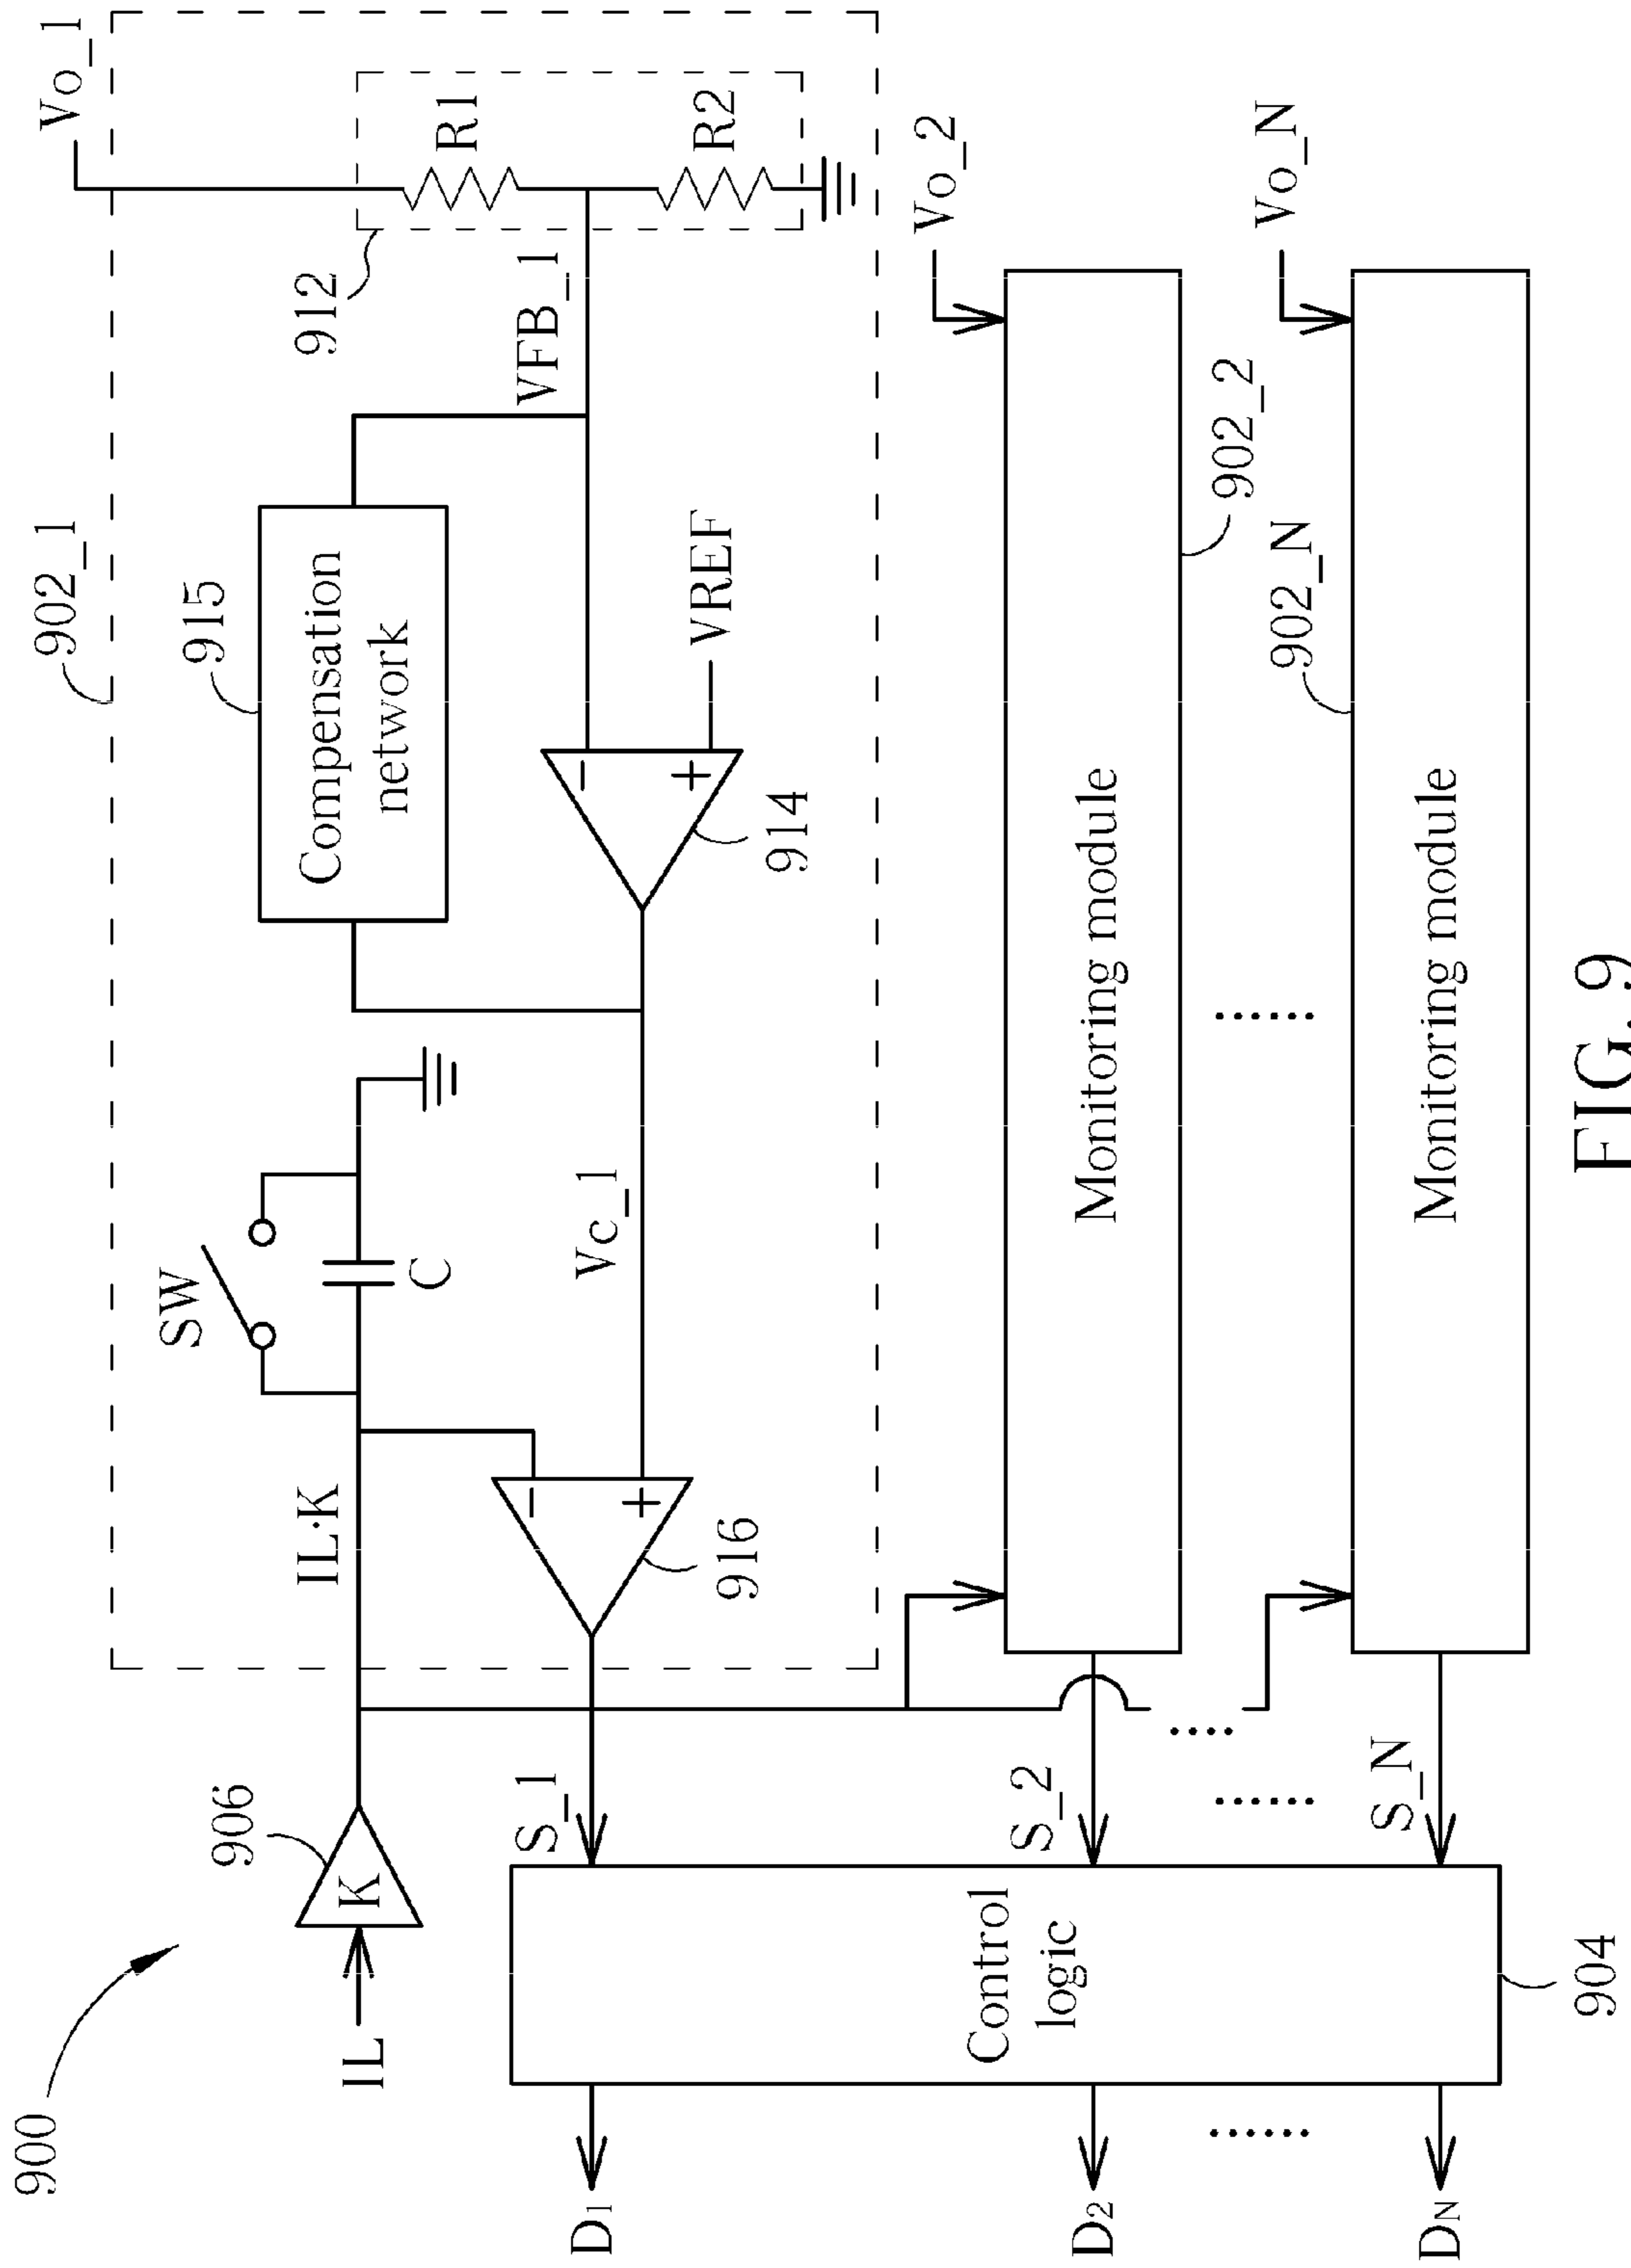 900
IL
K
906
IL·K
SW
C
902_1
915
Compensation
network
912
Vo_1
R1
R2
VFB_1
VREF
914
Vc_1
916
S_1
Control
logic
904
D1
D2
DN
S_2
S_N
Monitoring module
902_2
Vo_2
Monitoring module
902_N
Vo_N
FIG. 9